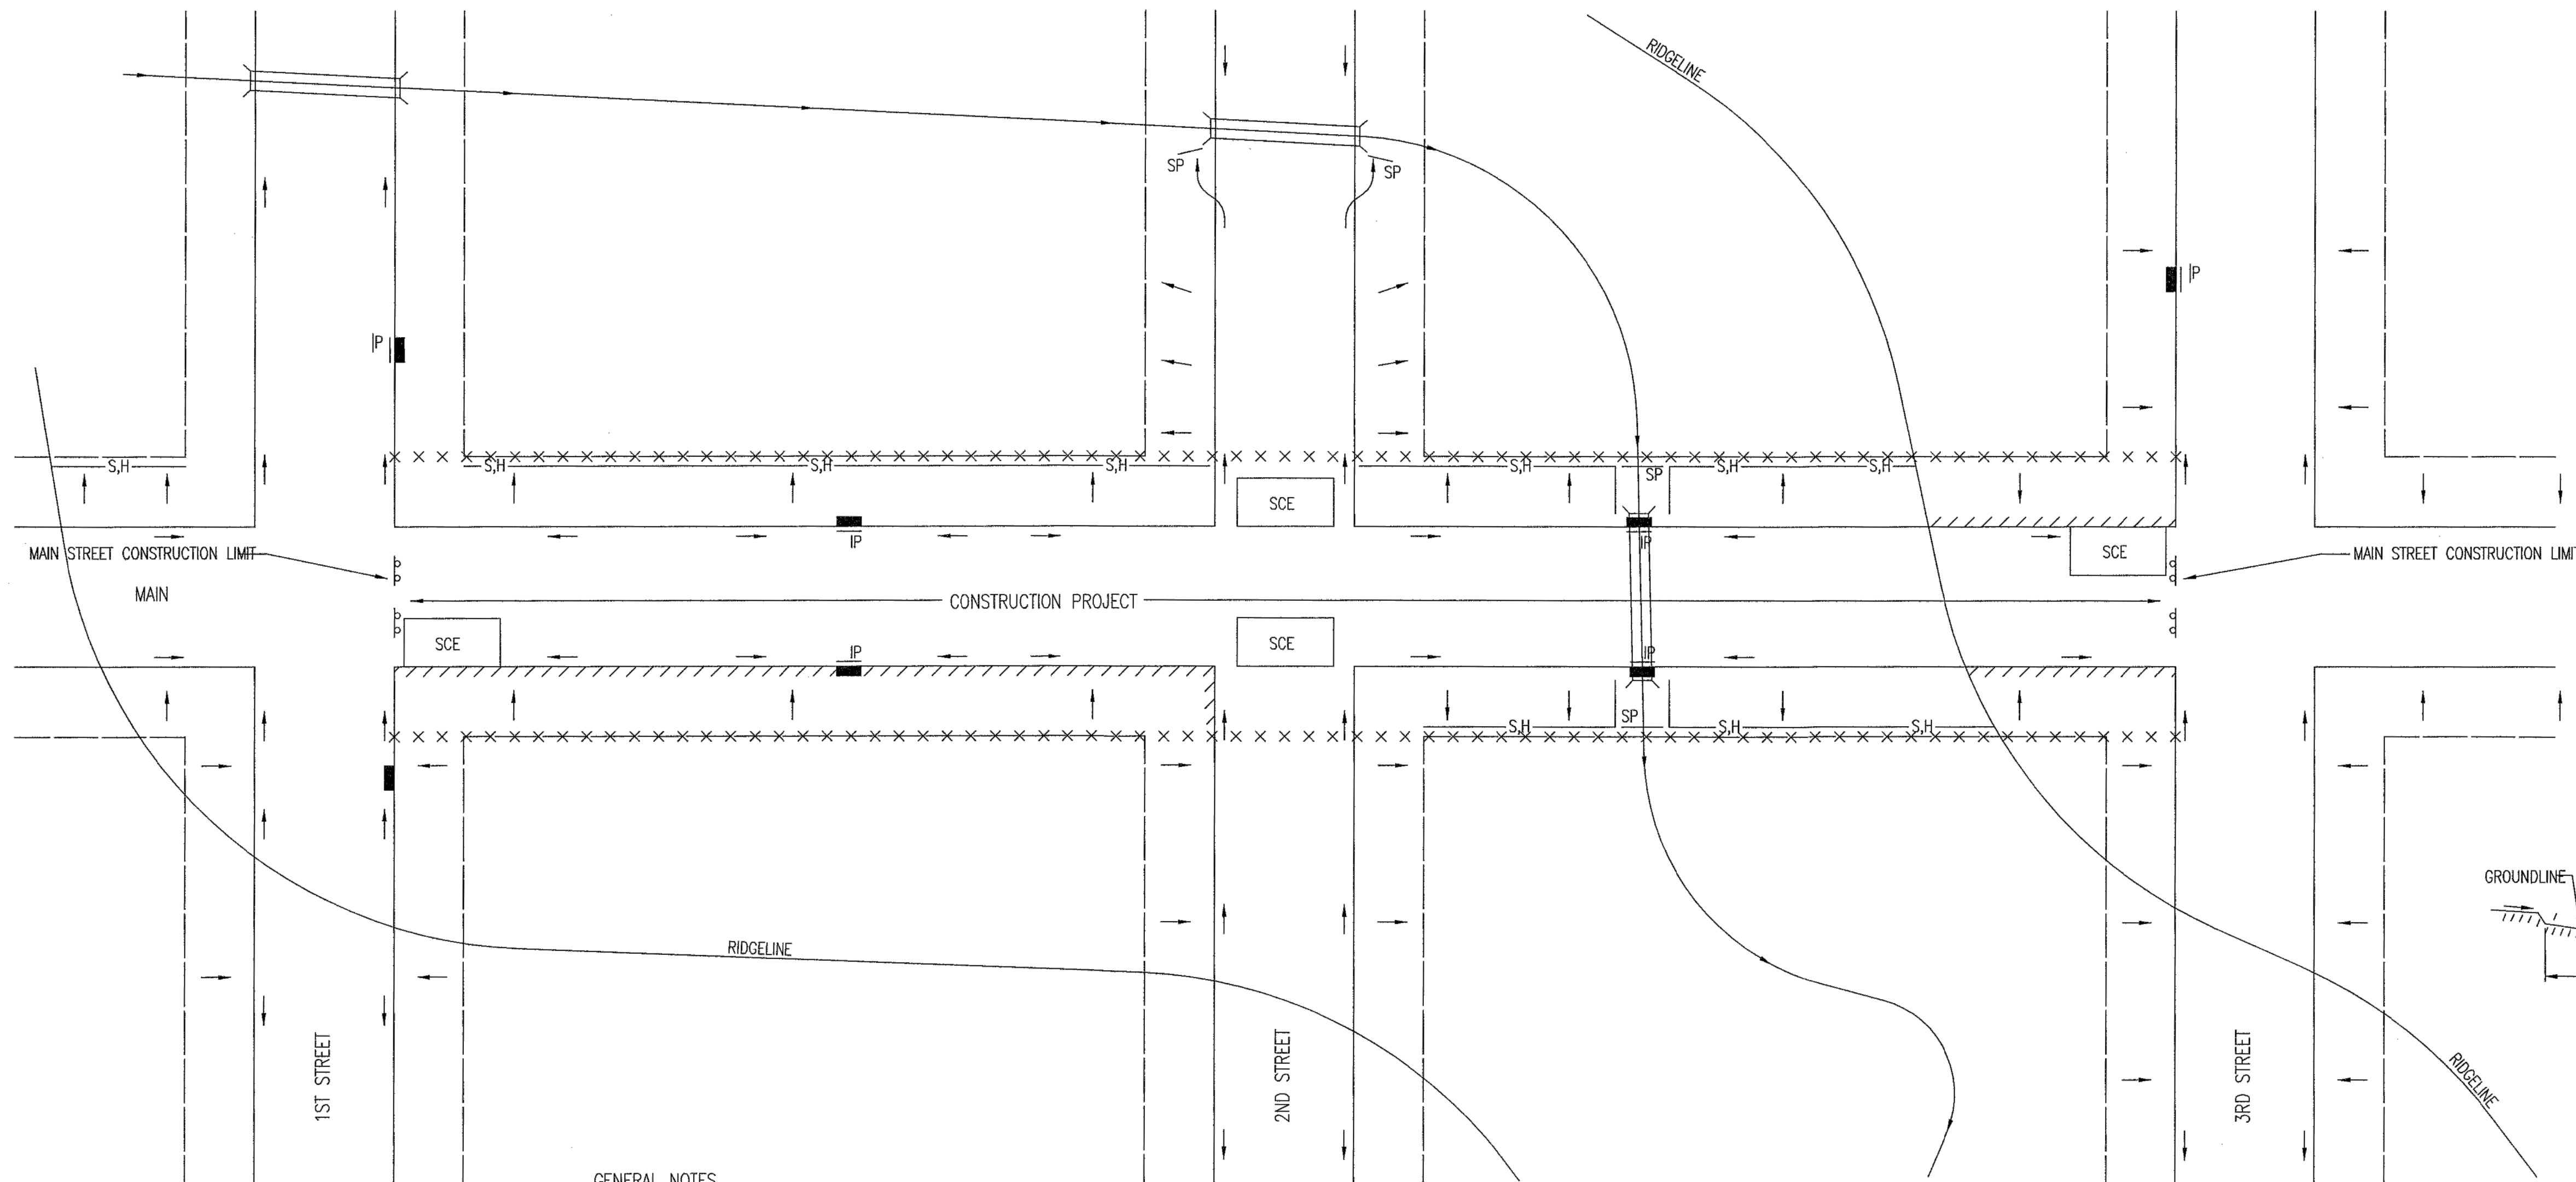 RIDGELINE
SP
SP
IP
IP
S,H
S,H
S,H
S,H
S,H
S,H
S,H
SP
SCE
MAIN STREET CONSTRUCTION LIMIT
IP
IP
SCE
MAIN STREET CONSTRUCTION LIMIT
MAIN
CONSTRUCTION PROJECT
SCE
SCE
IP
IP
SP
S,H
S,H
S,H
GROUNDLINE
RIDGELINE
1ST STREET
2ND STREET
3RD STREET
RIDGELINE
GENERAL NOTES